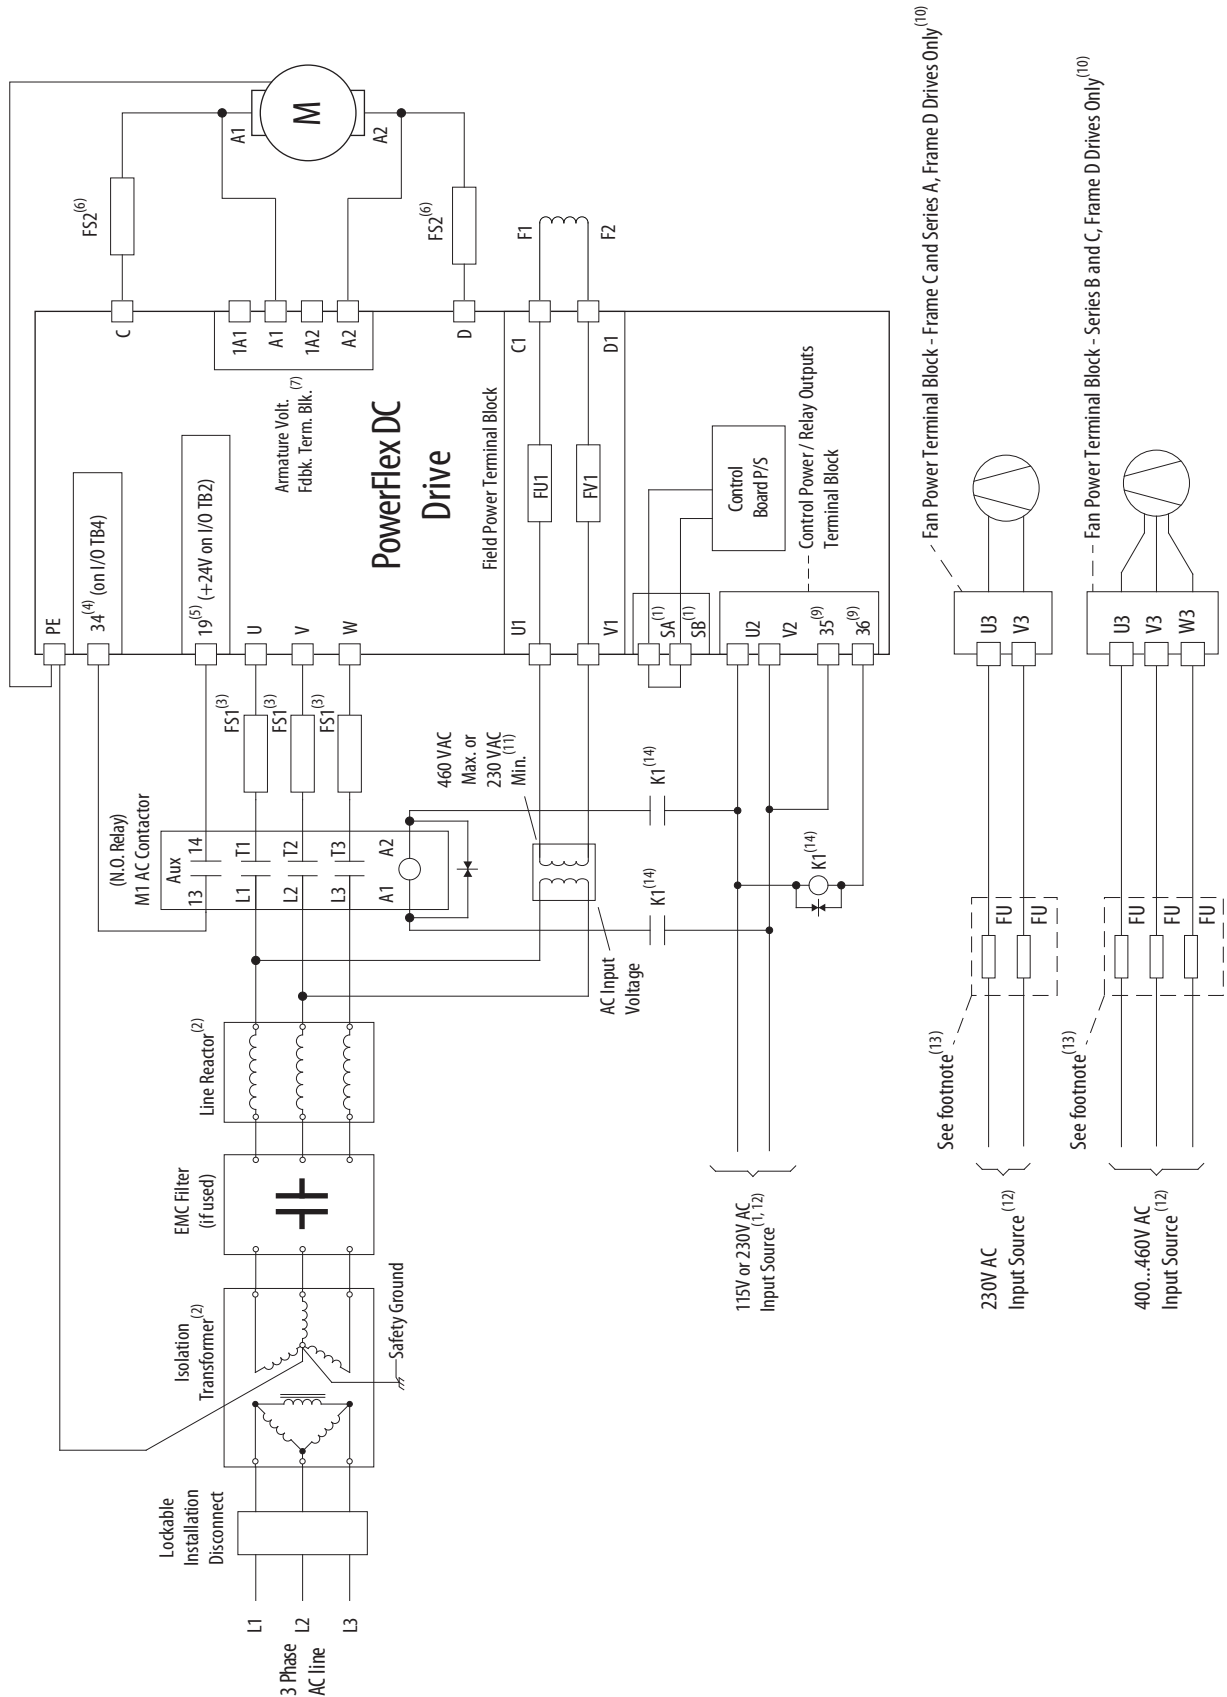 3 Phase
AC line
L1
L2
L3
Lockable
Installation
Disconnect
Isolation
Transformer(2)
Safety Ground
EMC Filter
(if used)
Line Reactor(2)
(N.O. Relay)
M1 AC Contactor
Aux
13
14
L1
T1
L2
T2
L3
T3
A1
A2
FS1(3)
FS1(3)
FS1(3)
AC Input
Voltage
460 VAC
Max. or
230 VAC(11)
Min.
K1(14)
K1(14)
K1(14)
115V or 230V AC
Input Source(1, 12)
PE
34(4) (on I/O TB4)
19(5) (+24V on I/O TB2)
U
V
W
U1
V1
SA(1)
SB(1)
U2
V2
35(9)
36(9)
PowerFlex DC
Drive
Armature Volt.
Fdbk. Term. Blk.(7)
Field Power Terminal Block
FU1
FV1
Control
Board P/S
Control Power / Relay Outputs
Terminal Block
C
1A1
A1
1A2
A2
D
C1
D1
FS2(6)
FS2(6)
A1
M
A2
F1
F2
230V AC
Input Source(12)
See footnote(13)
FU
FU
U3
V3
Fan Power Terminal Block - Frame C and Series A, Frame D Drives Only(10)
400...460V AC
Input Source(12)
See footnote(13)
FU
FU
FU
U3
V3
W3
Fan Power Terminal Block - Series B and C, Frame D Drives Only(10)